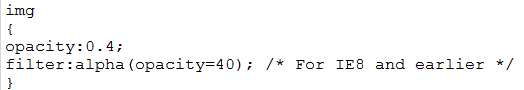 img
{
opacity:0.4;
filter:alpha(opacity=40); /* For IE8 and earlier */
}